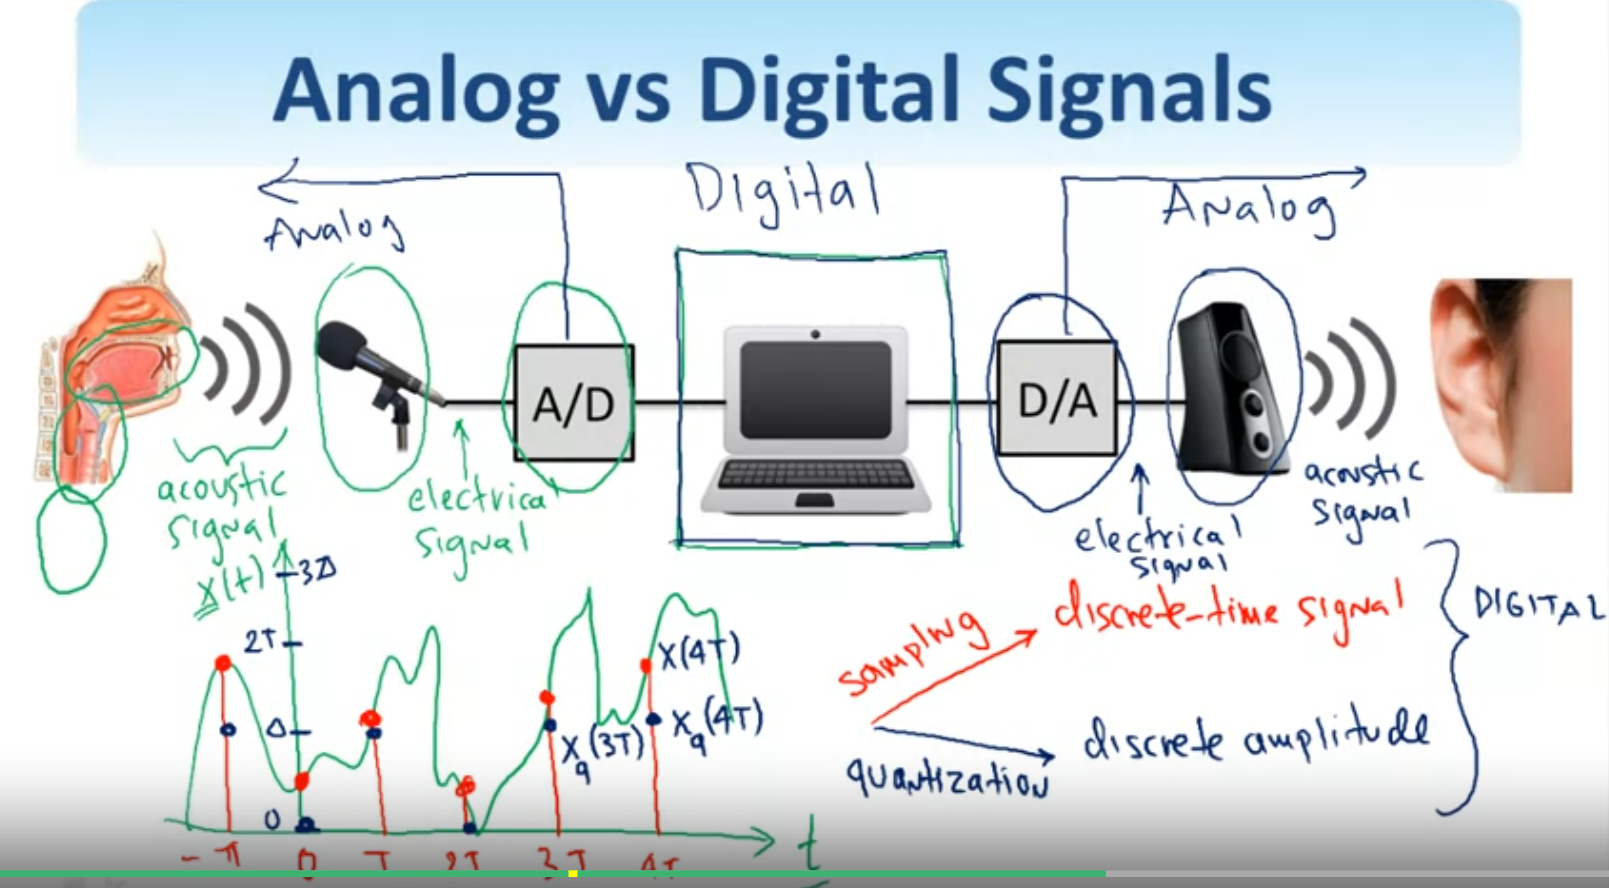 Analog vs Digital Signals
Analog
Digital
Analog
A/D
D/A
acoustic
signal
electrical
signal
electrical
signal
acoustic
signal
x(t)
3Δ
2T
Δ
0
-T
0
T
2T
3T
4T
t
x(4T)
xq(3T)
xq(4T)
sampling
discrete-time signal
quantization
discrete amplitude
DIGITAL